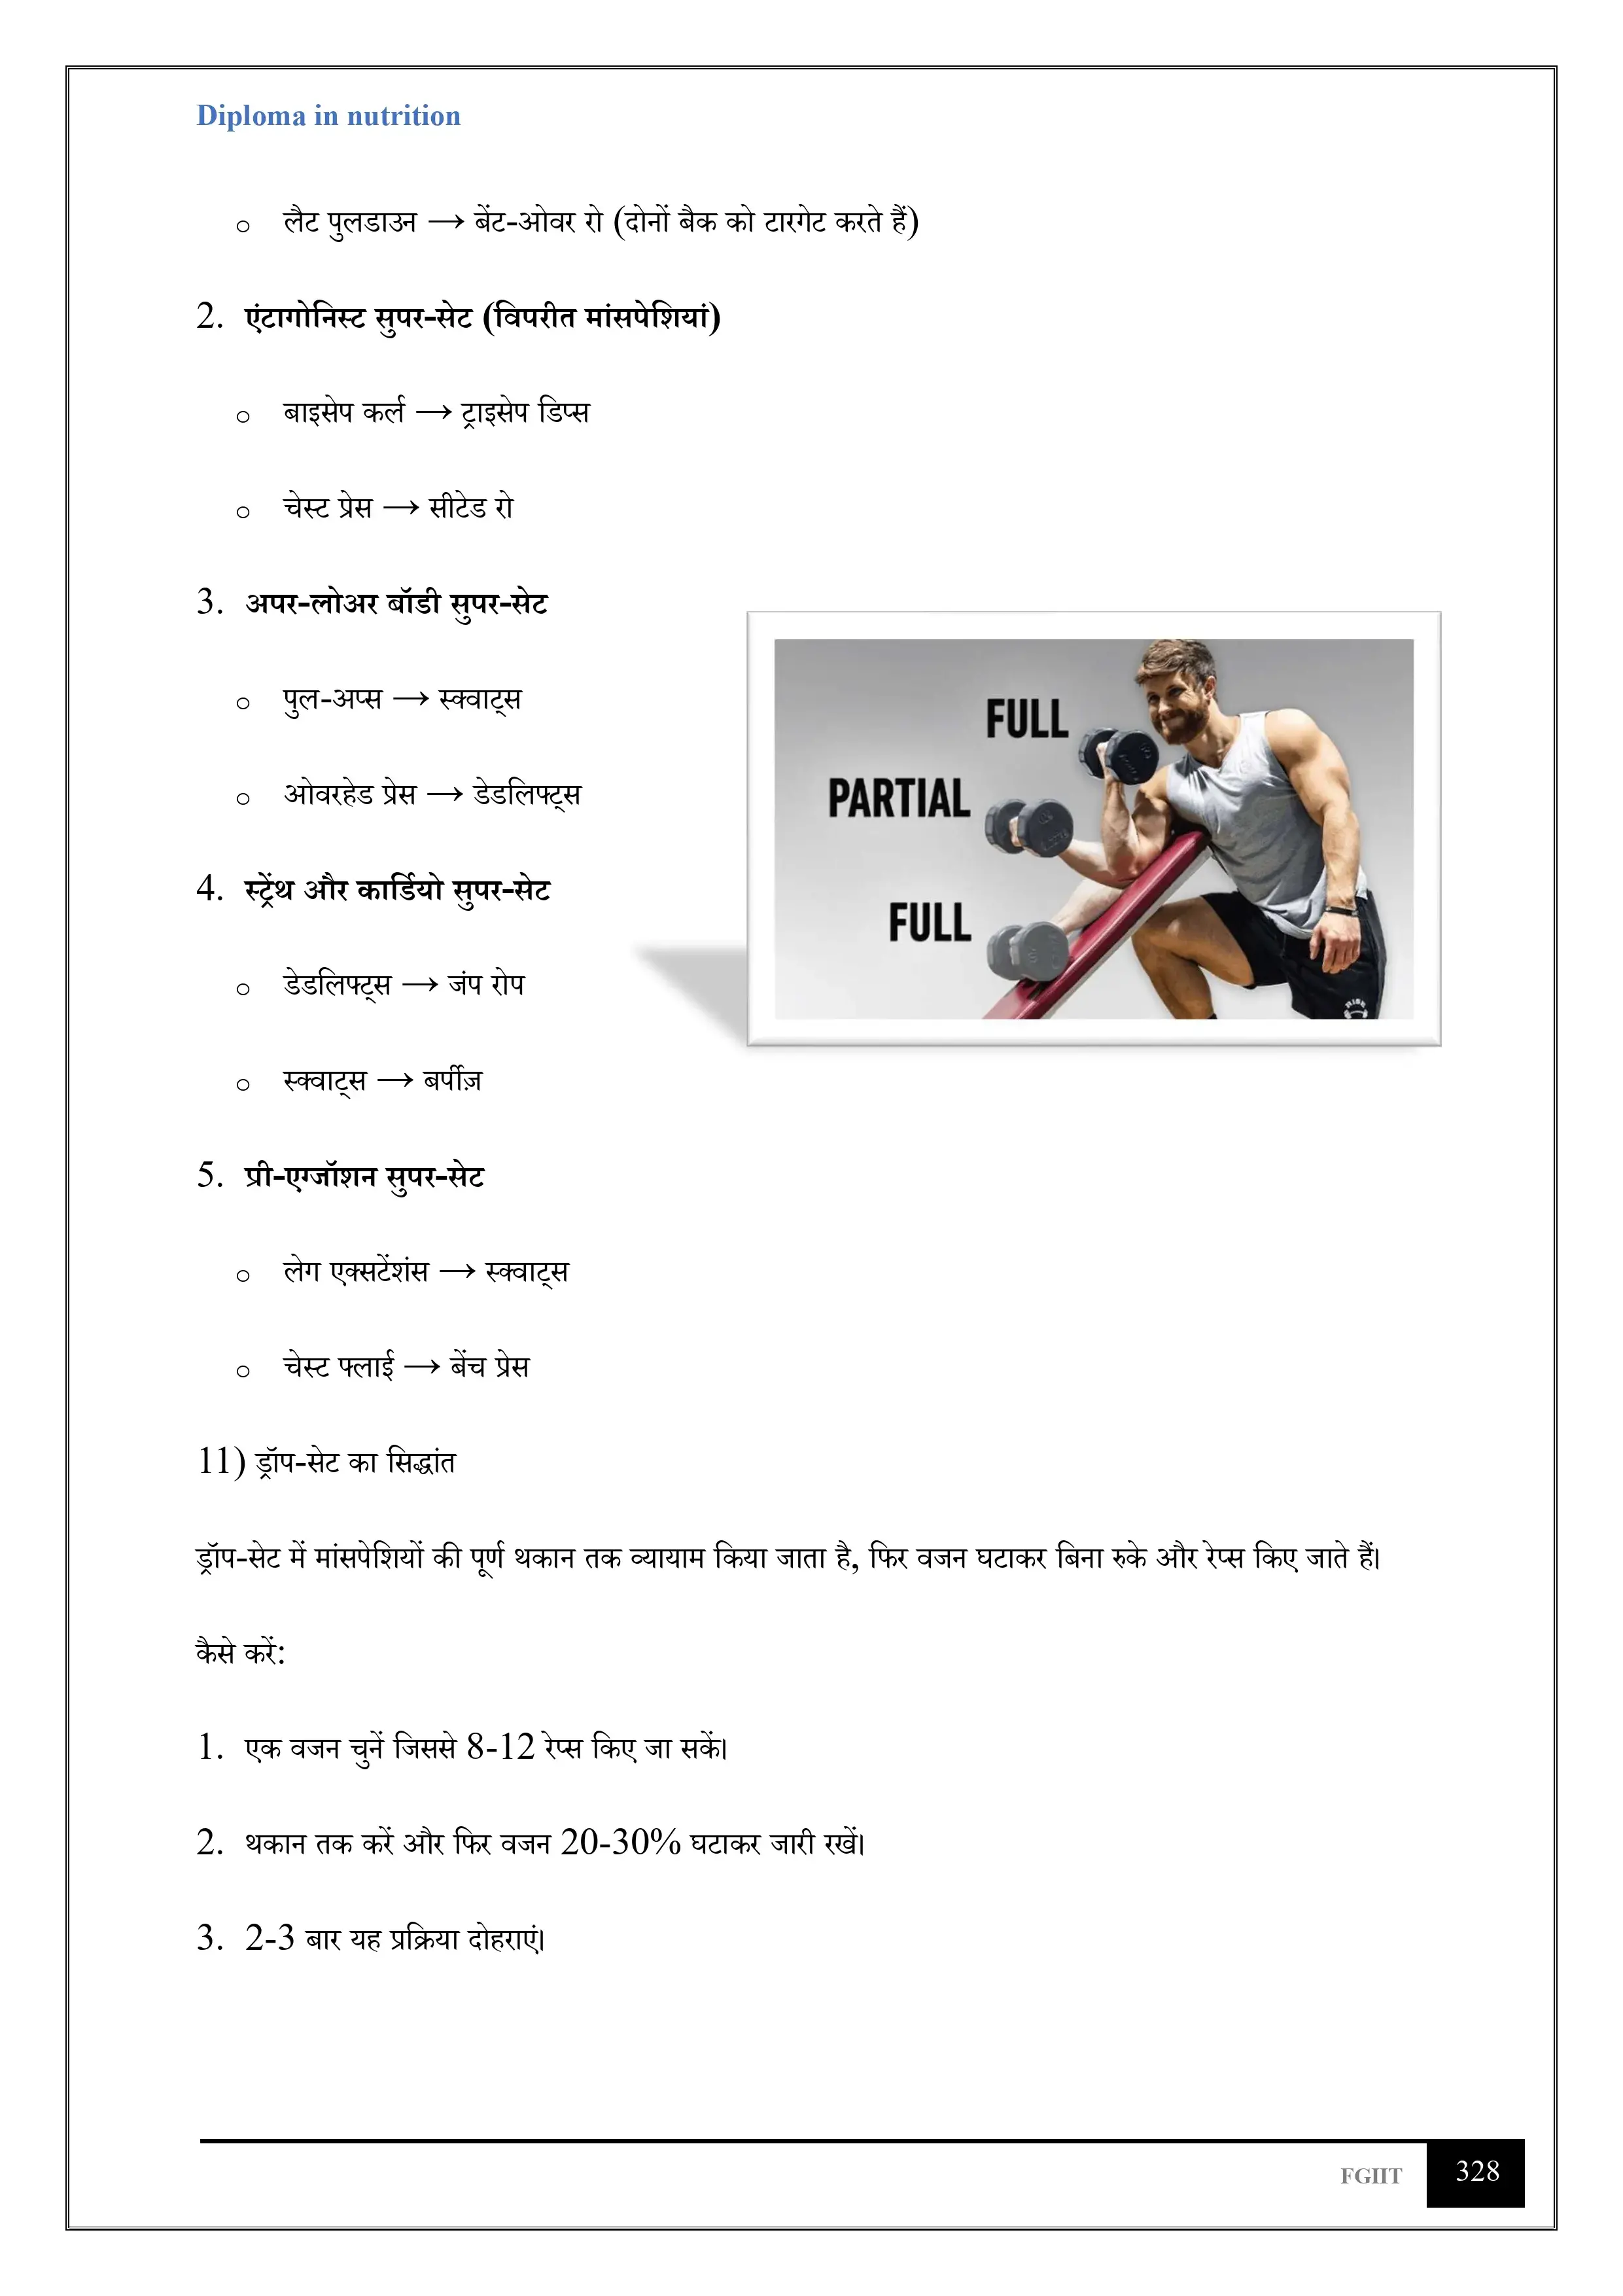 Diploma in nutrition
o लैट पुलडाउन → बेंट-ओवर रो (दोनों बैक को टारगेट करते हैं)
2. एंटागोनिस्ट सुपर-सेट (विपरीत मांसपेशियां)
o बाइसेप कर्ल → ट्राइसेप डिप्स
o चेस्ट प्रेस → सीटेड रो
3. अपर-लोअर बॉडी सुपर-सेट
o पुल-अप्स → स्क्वाट्स
o ओवरहेड प्रेस → डेडलिफ्ट्स
FULL
PARTIAL
FULL
4. स्ट्रेंथ और कार्डियो सुपर-सेट
o डेडलिफ्ट्स → जंप रोप
o स्क्वाट्स → बर्पीज़
5. प्री-एग्जॉशन सुपर-सेट
o लेग एक्सटेंशंस → स्क्वाट्स
o चेस्ट फ्लाई → बेंच प्रेस
11) ड्रॉप-सेट का सिद्धांत
ड्रॉप-सेट में मांसपेशियों की पूर्ण थकान तक व्यायाम किया जाता है, फिर वजन घटाकर बिना रुके और रेप्स किए जाते हैं।
कैसे करें:
1. एक वजन चुनें जिससे 8-12 रेप्स किए जा सकें।
2. थकान तक करें और फिर वजन 20-30% घटाकर जारी रखें।
3. 2-3 बार यह प्रक्रिया दोहराएं।
FGIIT 328